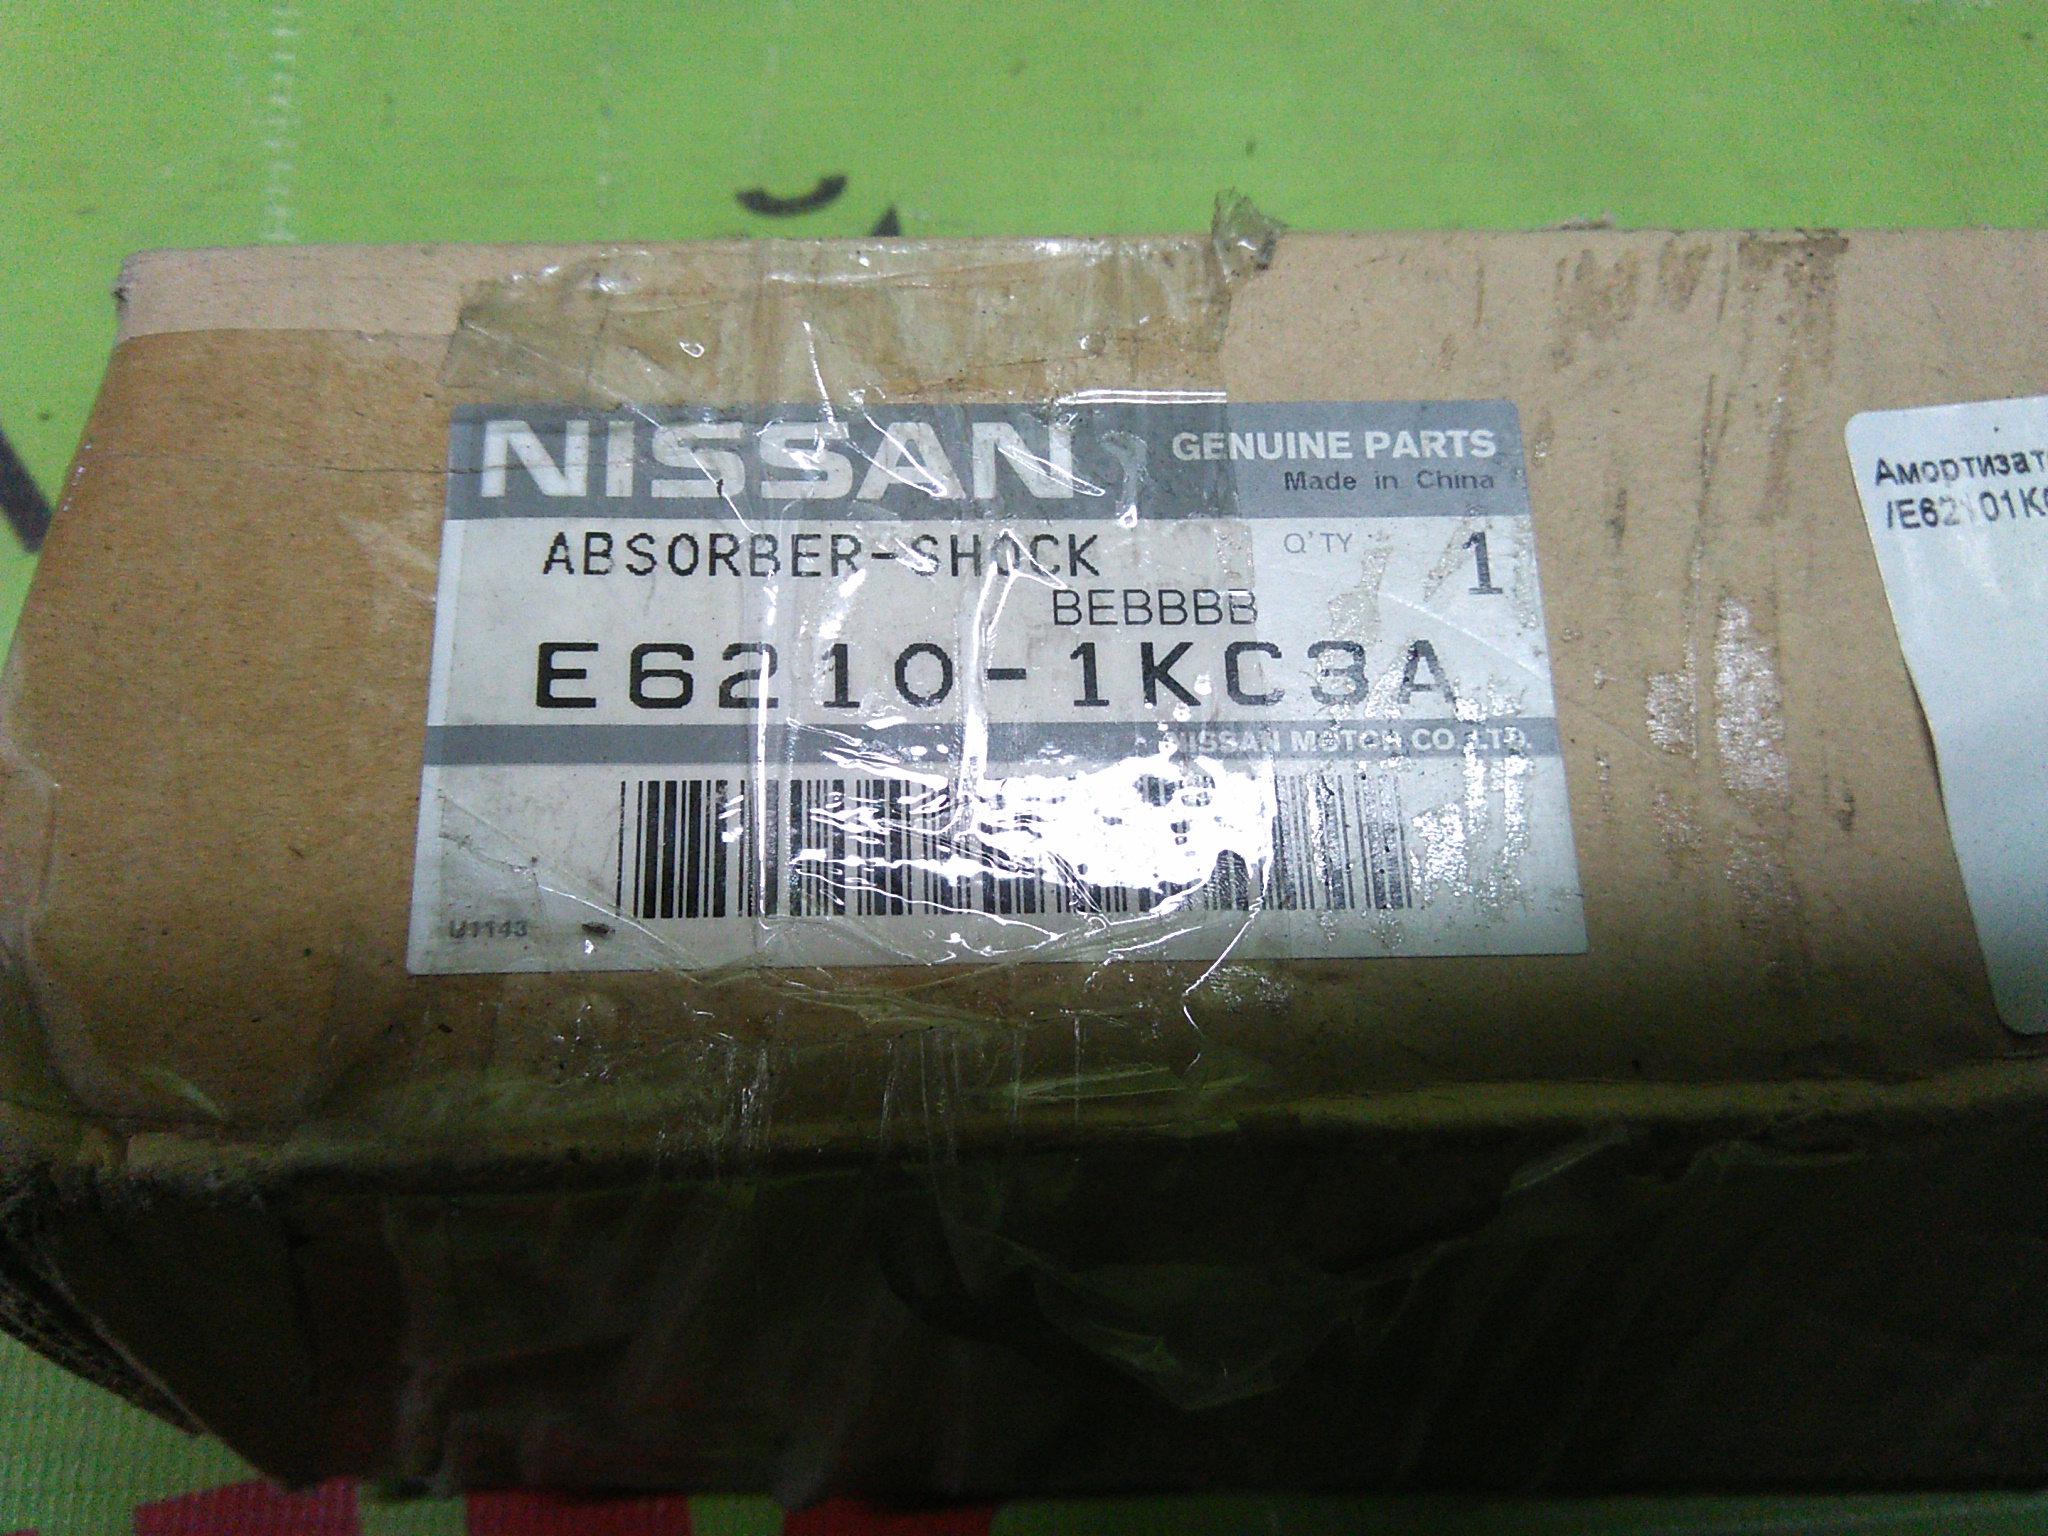 NISSAN
GENUINE PARTS
Made in China
ABSORBER-SHOCK
Q'TY 1
BEBBBB
E6210-1KC3A
NISSAN MOTOR CO.,LTD.
U1143
Амортизат
/E62101K